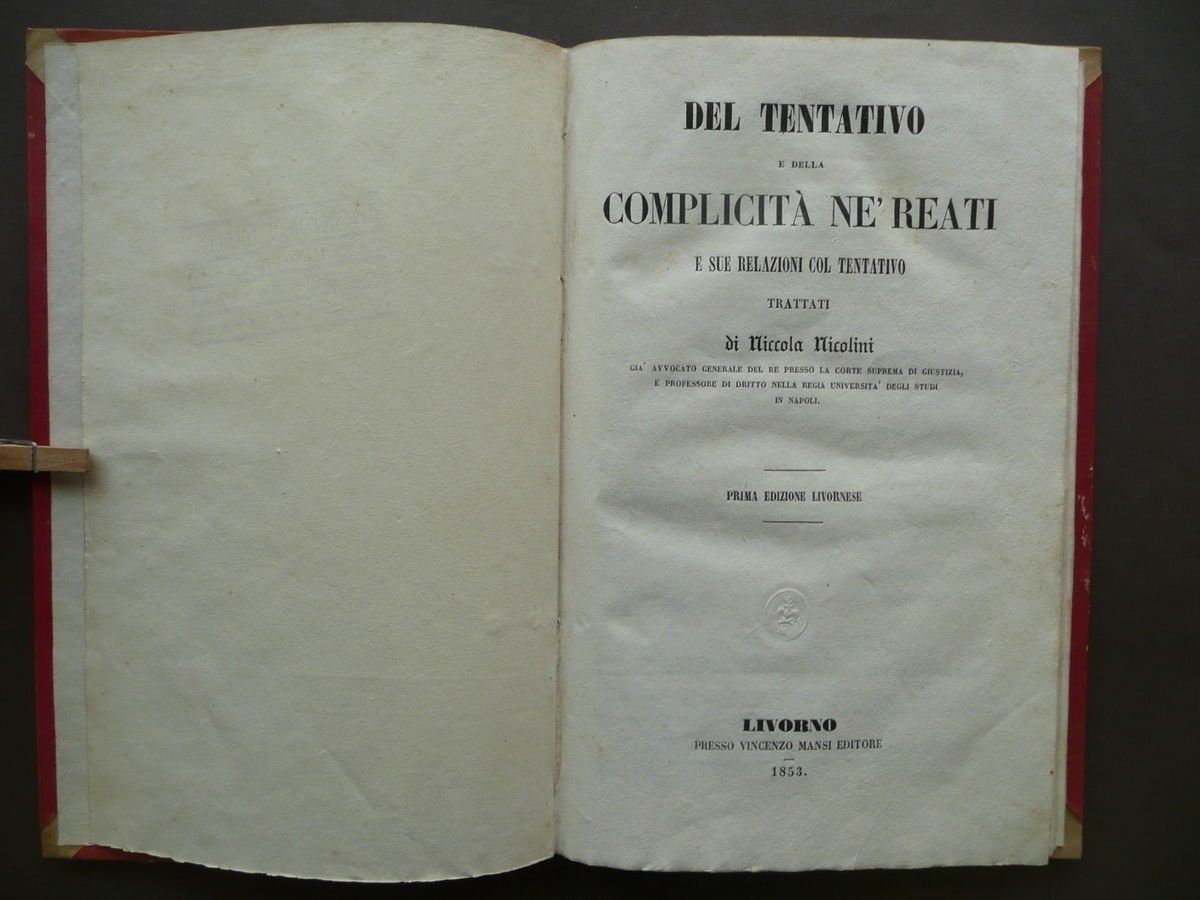 DEL TENTATIVO
E DELLA
COMPLICITÀ NE' REATI
E SUE RELAZIONI COL TENTATIVO
TRATTATI
di Niccola Nicolini
GIA' AVVOCATO GENERALE DEL RE PRESSO LA CORTE SUPREMA DI GIUSTIZIA,
E PROFESSORE DI DRITTO NELLA REGIA UNIVERSITA' DEGLI STUDI
IN NAPOLI.
PRIMA EDIZIONE LIVORNESE
LIVORNO
PRESSO VINCENZO MANSI EDITORE
1853.